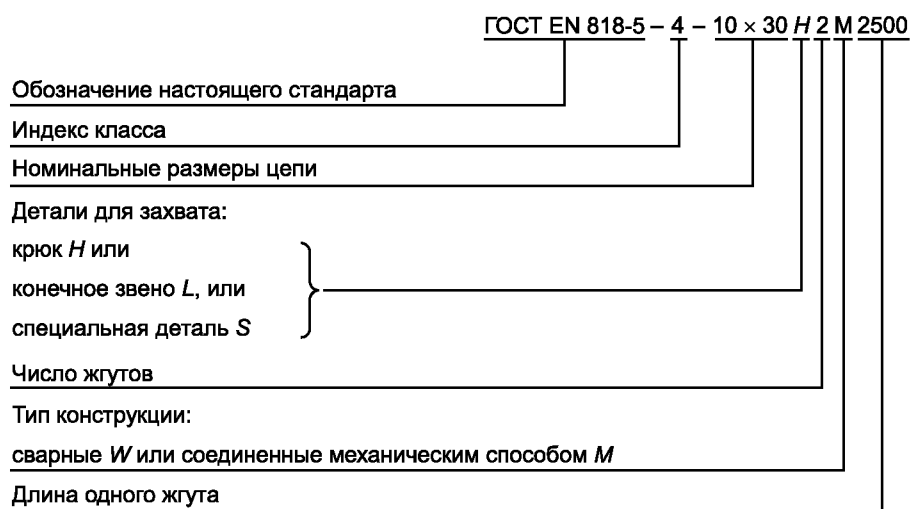 ГОСТ EN 818-5 – 4 – 10 × 30 H 2 M 2500
Обозначение настоящего стандарта
Индекс класса
Номинальные размеры цепи
Детали для захвата:
крюк H или
конечное звено L, или
специальная деталь S
Число жгутов
Тип конструкции:
сварные W или соединенные механическим способом M
Длина одного жгута